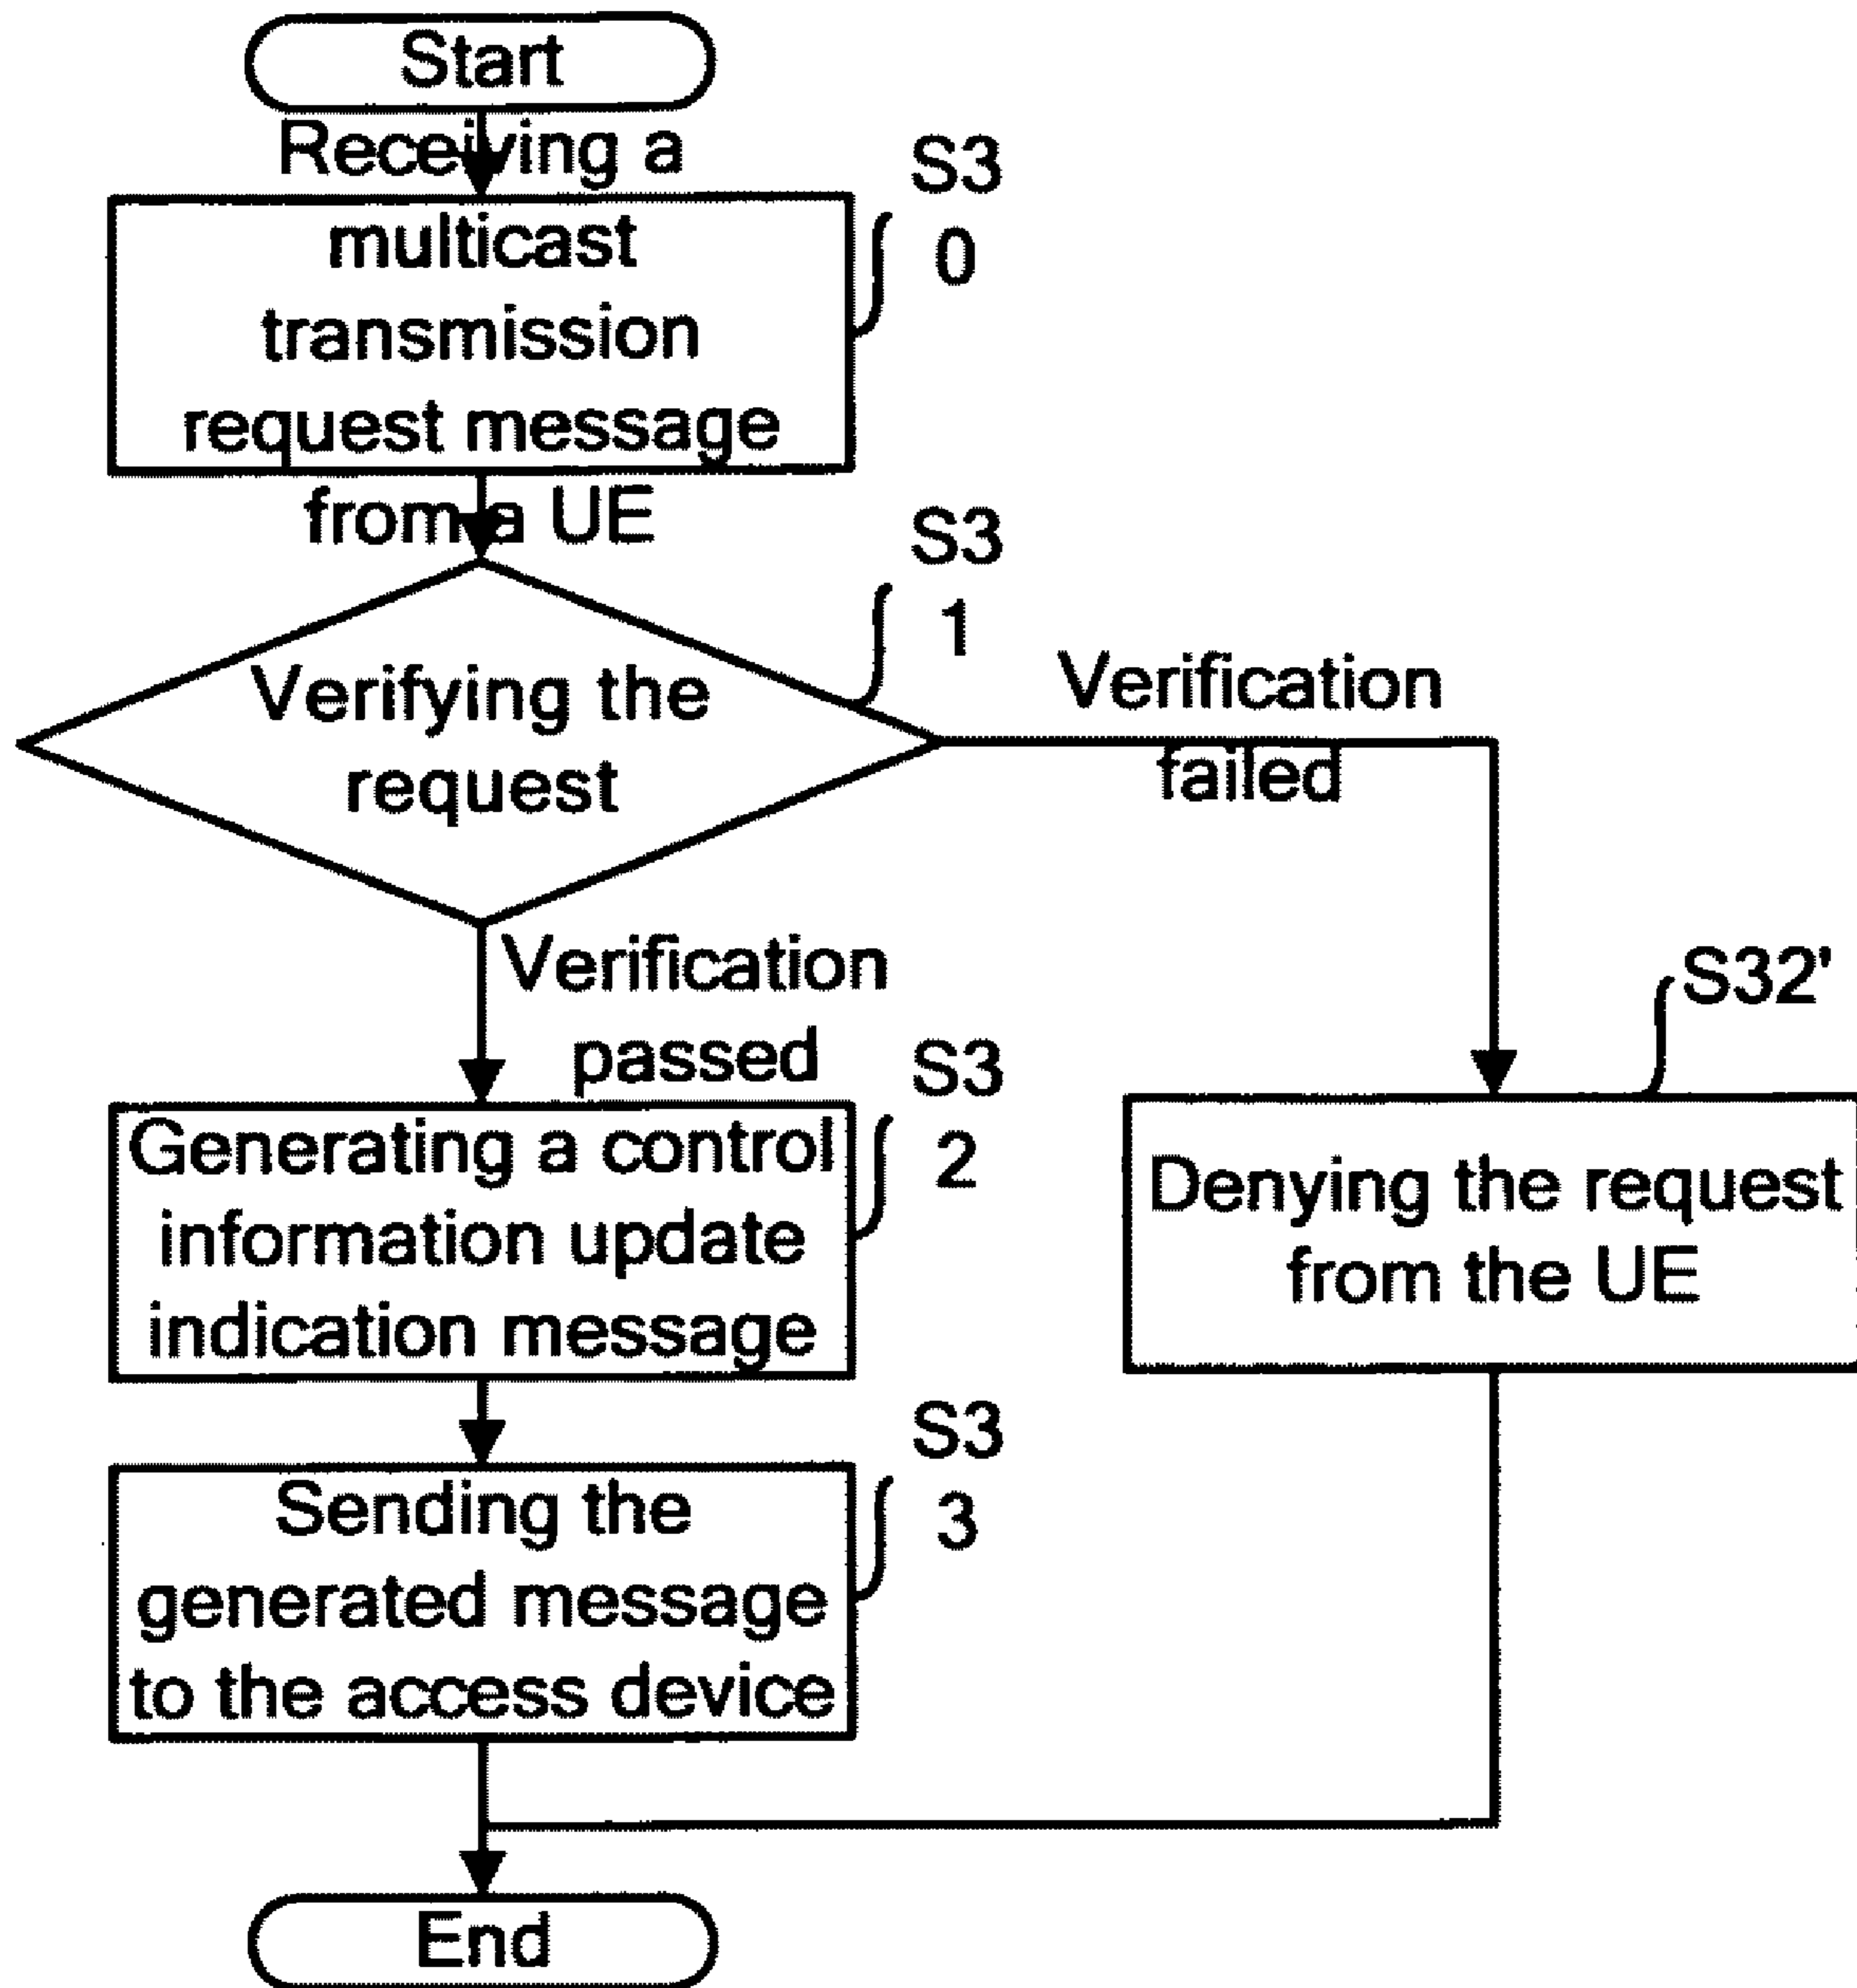 Start
Receiving a
multicast
transmission
request message
from a UE
S3
0
Verifying the
request
S3
1
Verification
failed
Verification
passed
S32'
Generating a control
information update
indication message
S3
2
Denying the request
from the UE
Sending the
generated message
to the access device
S3
3
End